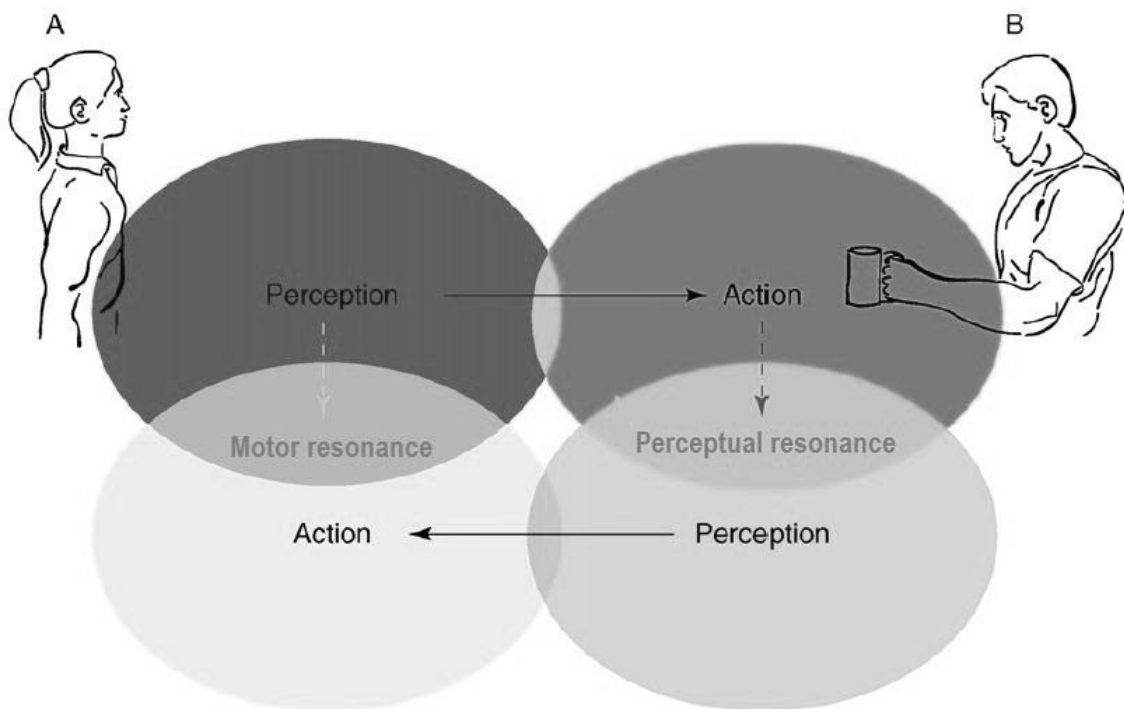 A
B
Perception
Action
Motor resonance
Perceptual resonance
Action
Perception